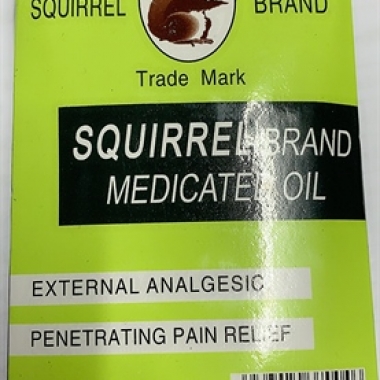 SQUIRREL BRAND
Trade Mark
SQUIRREL BRAND
MEDICATED OIL
EXTERNAL ANALGESIC
PENETRATING PAIN RELIEF